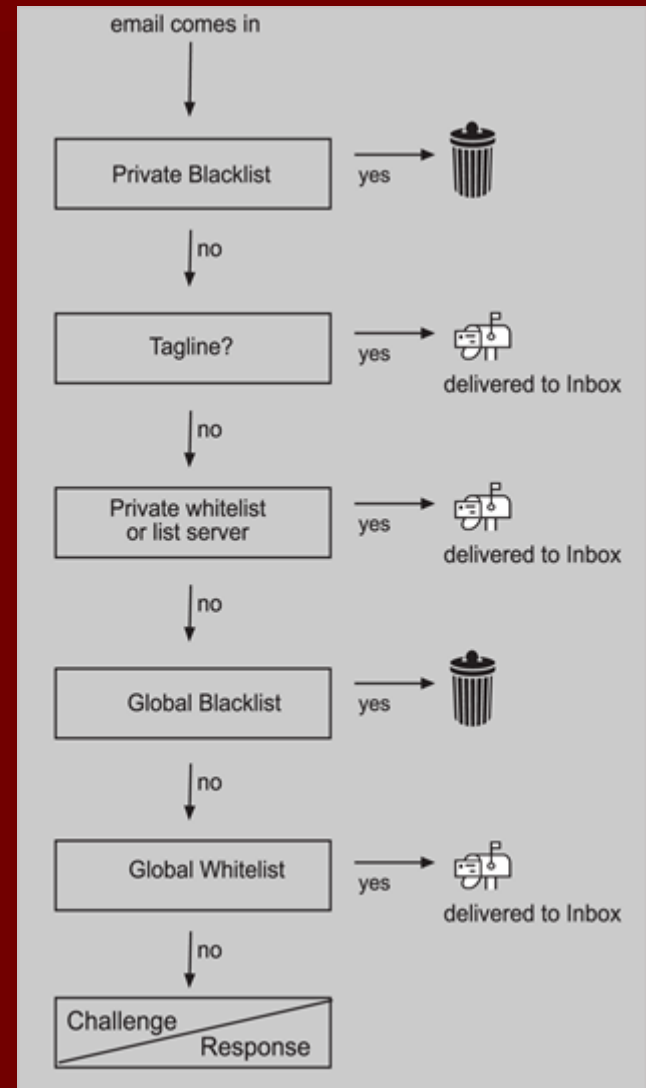 email comes in
Private Blacklist
yes
no
Tagline?
yes
delivered to Inbox
no
Private whitelist
or list server
yes
delivered to Inbox
no
Global Blacklist
yes
no
Global Whitelist
yes
delivered to Inbox
no
Challenge
Response